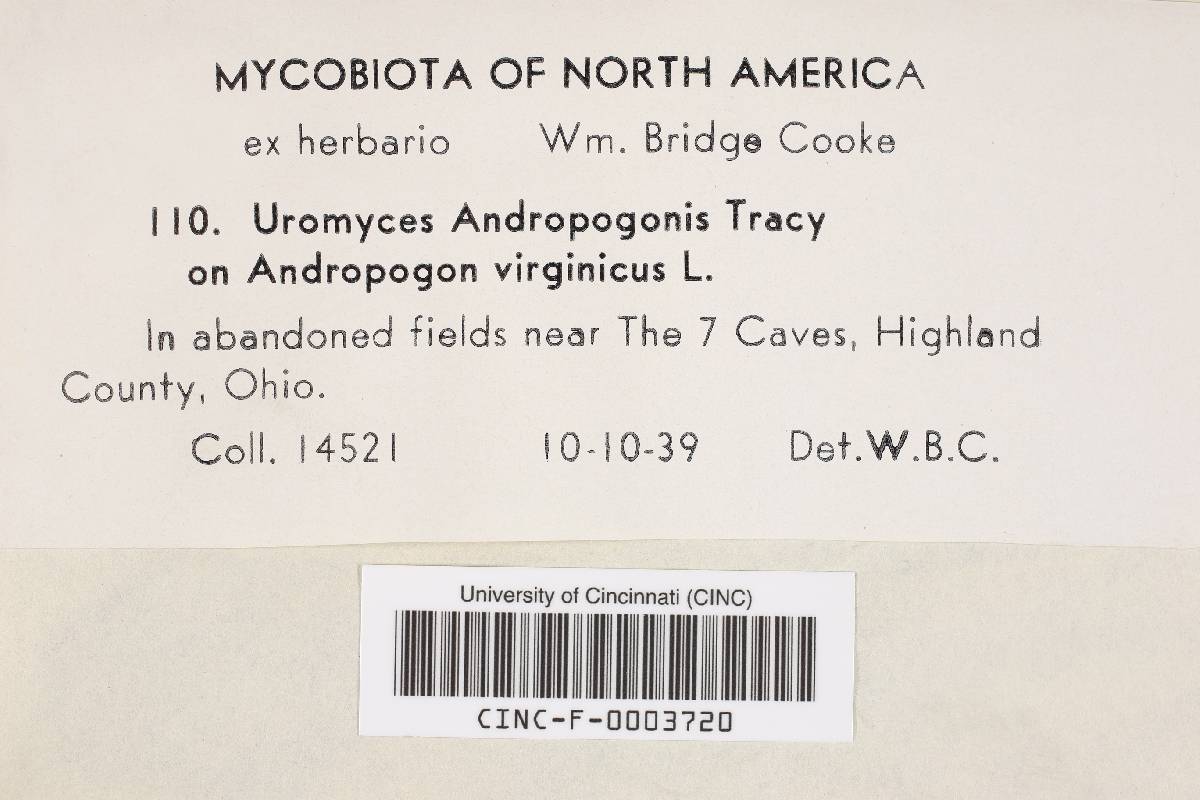 MYCOBIOTA OF NORTH AMERICA
ex herbario Wm. Bridge Cooke
110. Uromyces Andropogonis Tracy
on Andropogon virginicus L.
In abandoned fields near The 7 Caves, Highland
County, Ohio.
Coll. 14521 10-10-39 Det.W.B.C.
University of Cincinnati (CINC)
CINC-F-0003720